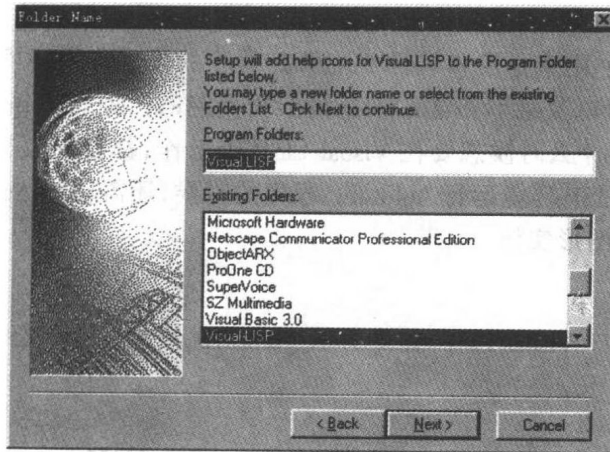 Folder Name
Setup will add help icons for Visual LISP to the Program Folder
listed below.
You may type a new folder name or select from the existing
Folders List. Click Next to continue.
Program Folders:
Visual LISP
Existing Folders:
Microsoft Hardware
Netscape Communicator Professional Edition
ObjectARX
ProOne CD
SuperVoice
SZ Multimedia
Visual Basic 3.0
Visual-LISP
< Back
Next >
Cancel